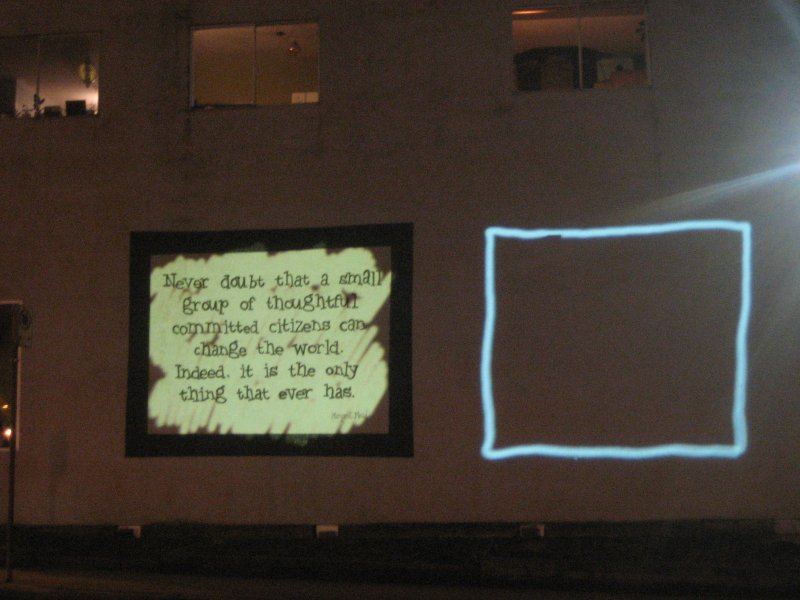 Never doubt that a small
group of thoughtful
committed citizens can
change the world.
Indeed, it is the only
thing that ever has.